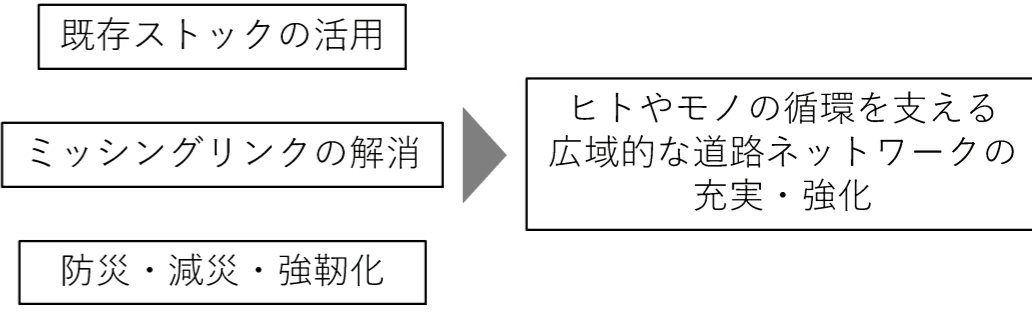 既存ストックの活用
ミッシングリンクの解消
防災・減災・強靭化
ヒトやモノの循環を支える
広域的な道路ネットワークの
充実・強化